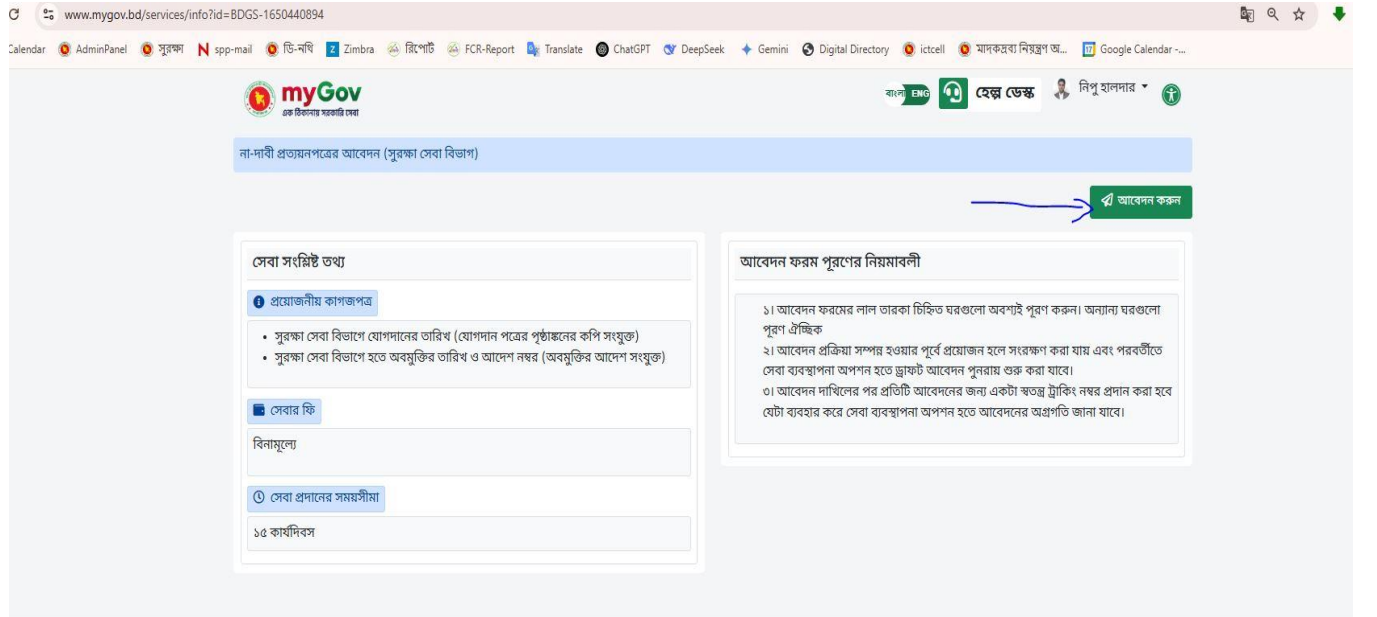 www.mygov.bd/services/info?id=BDGS-1650440894
Calendar AdminPanel সুরক্ষা N spp-mail ডি-নথি Z Zimbra রিপোর্ট FCR-Report Translate ChatGPT DeepSeek Gemini Digital Directory ictcell মাদকদ্রব্য নিয়ন্ত্রণ অ... 17 Google Calendar -...
myGov
এক ঠিকানায় সরকারি সেবা
বাংলা ENG হেল্প ডেস্ক নিপু হালদার
না-দাবী প্রত্যয়নপত্রের আবেদন (সুরক্ষা সেবা বিভাগ)
আবেদন করুন
সেবা সংশ্লিষ্ট তথ্য
প্রয়োজনীয় কাগজপত্র
• সুরক্ষা সেবা বিভাগে যোগদানের তারিখ (যোগদান পত্রের পৃষ্ঠাঙ্কনের কপি সংযুক্ত)
• সুরক্ষা সেবা বিভাগে হতে অবমুক্তির তারিখ ও আদেশ নম্বর (অবমুক্তির আদেশ সংযুক্ত)
সেবার ফি
বিনামূল্যে
সেবা প্রদানের সময়সীমা
১৫ কার্যদিবস
আবেদন ফরম পূরণের নিয়মাবলী
১। আবেদন ফরমের লাল তারকা চিহ্নিত ঘরগুলো অবশ্যই পূরণ করুন। অন্যান্য ঘরগুলো
পূরণ ঐচ্ছিক
২। আবেদন প্রক্রিয়া সম্পন্ন হওয়ার পূর্বে প্রয়োজন হলে সংরক্ষণ করা যায় এবং পরবর্তীতে
সেবা ব্যবস্থাপনা অপশন হতে ড্রাফট আবেদন পুনরায় শুরু করা যাবে।
৩। আবেদন দাখিলের পর প্রতিটি আবেদনের জন্য একটা স্বতন্ত্র ট্র্যাকিং নম্বর প্রদান করা হবে
যেটা ব্যবহার করে সেবা ব্যবস্থাপনা অপশন হতে আবেদনের অগ্রগতি জানা যাবে।